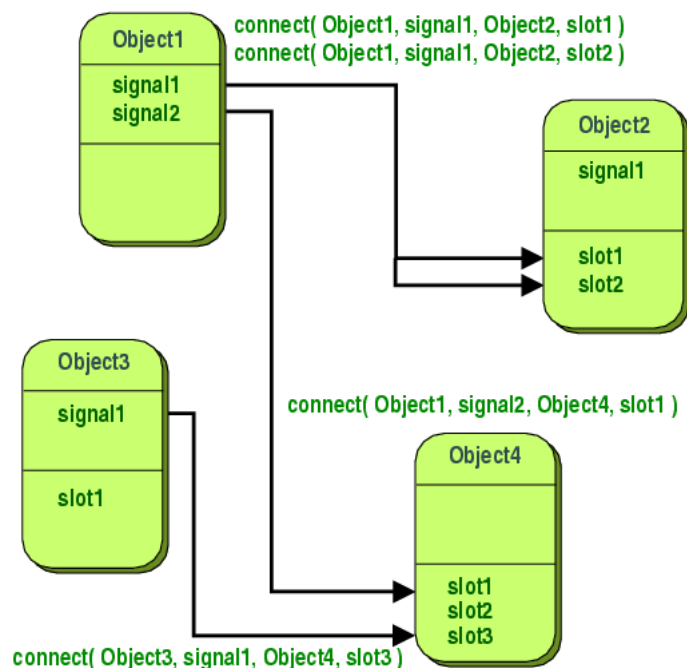 connect( Object1, signal1, Object2, slot1 )
connect( Object1, signal1, Object2, slot2 )
Object1
signal1
signal2
Object2
signal1
slot1
slot2
Object3
signal1
slot1
connect( Object1, signal2, Object4, slot1 )
Object4
slot1
slot2
slot3
connect( Object3, signal1, Object4, slot3 )